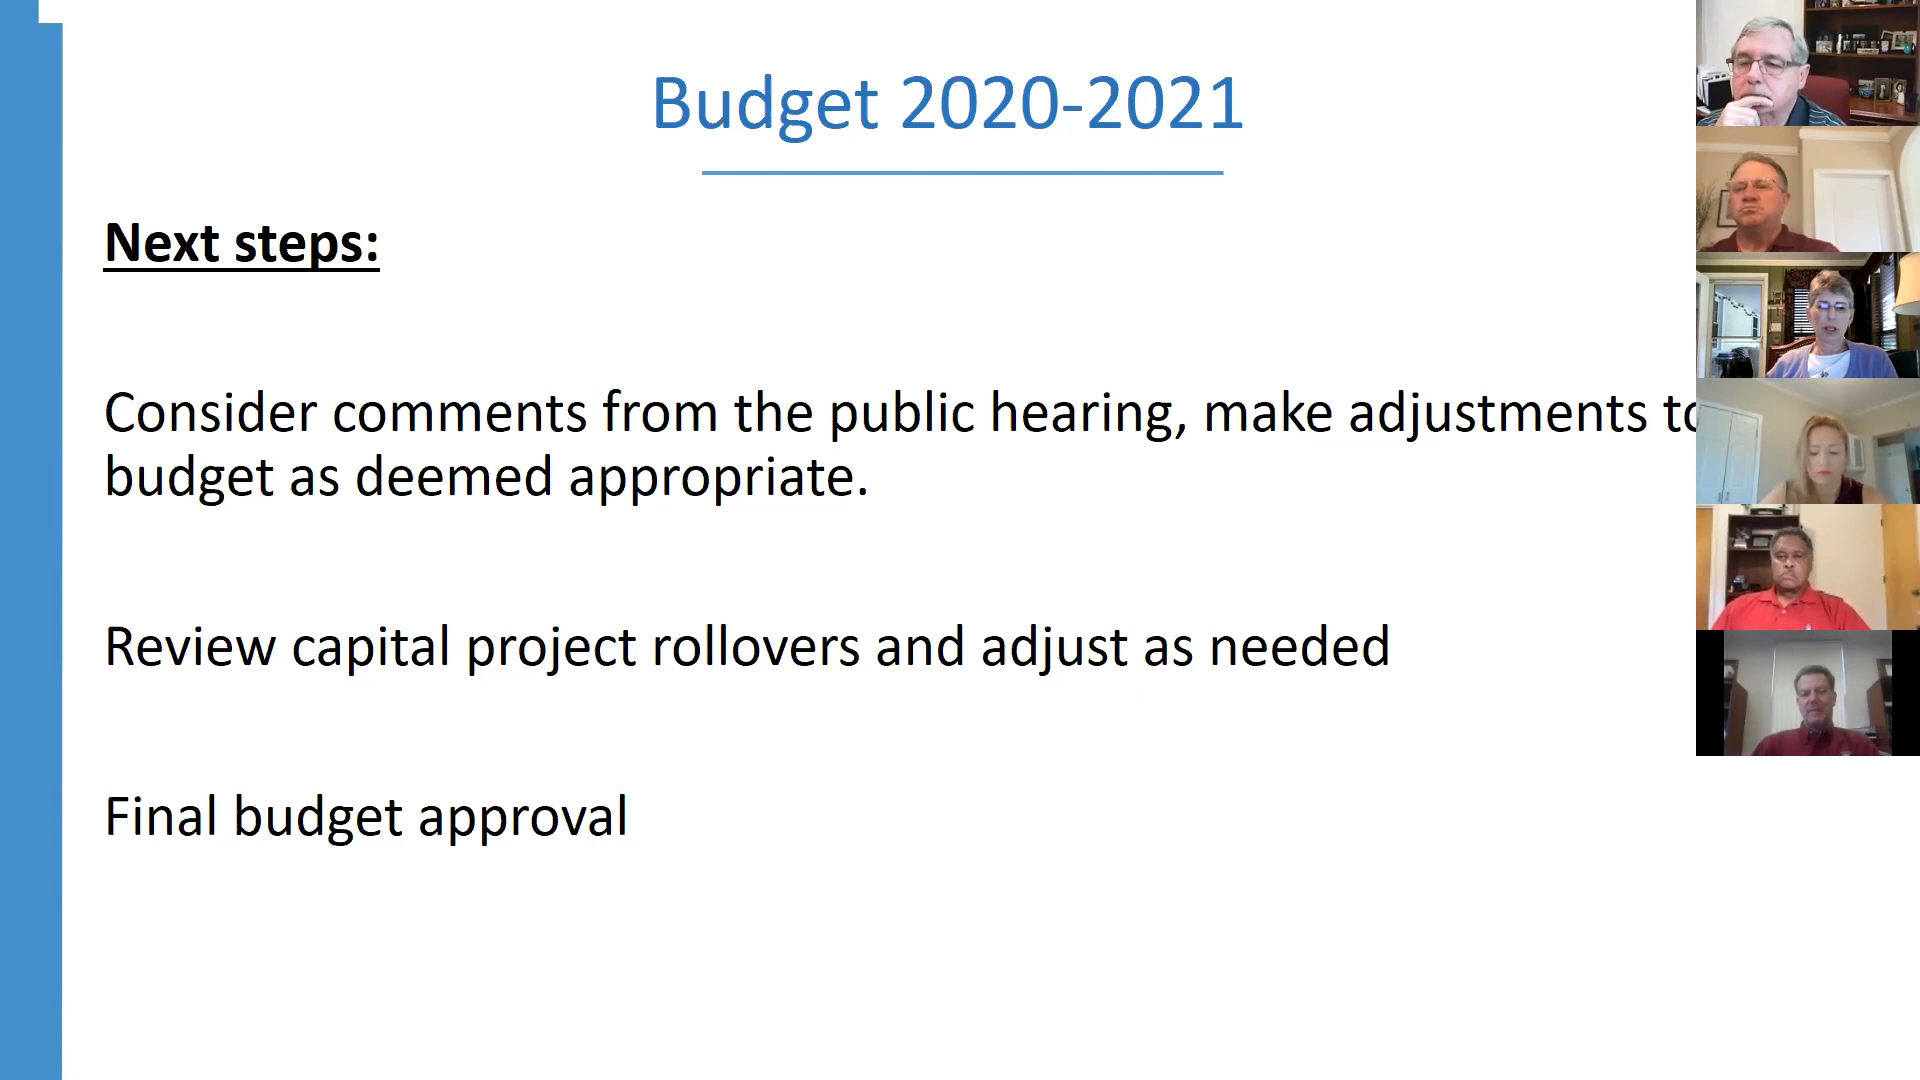 Budget 2020-2021
Next steps:
Consider comments from the public hearing, make adjustments to
budget as deemed appropriate.
Review capital project rollovers and adjust as needed
Final budget approval